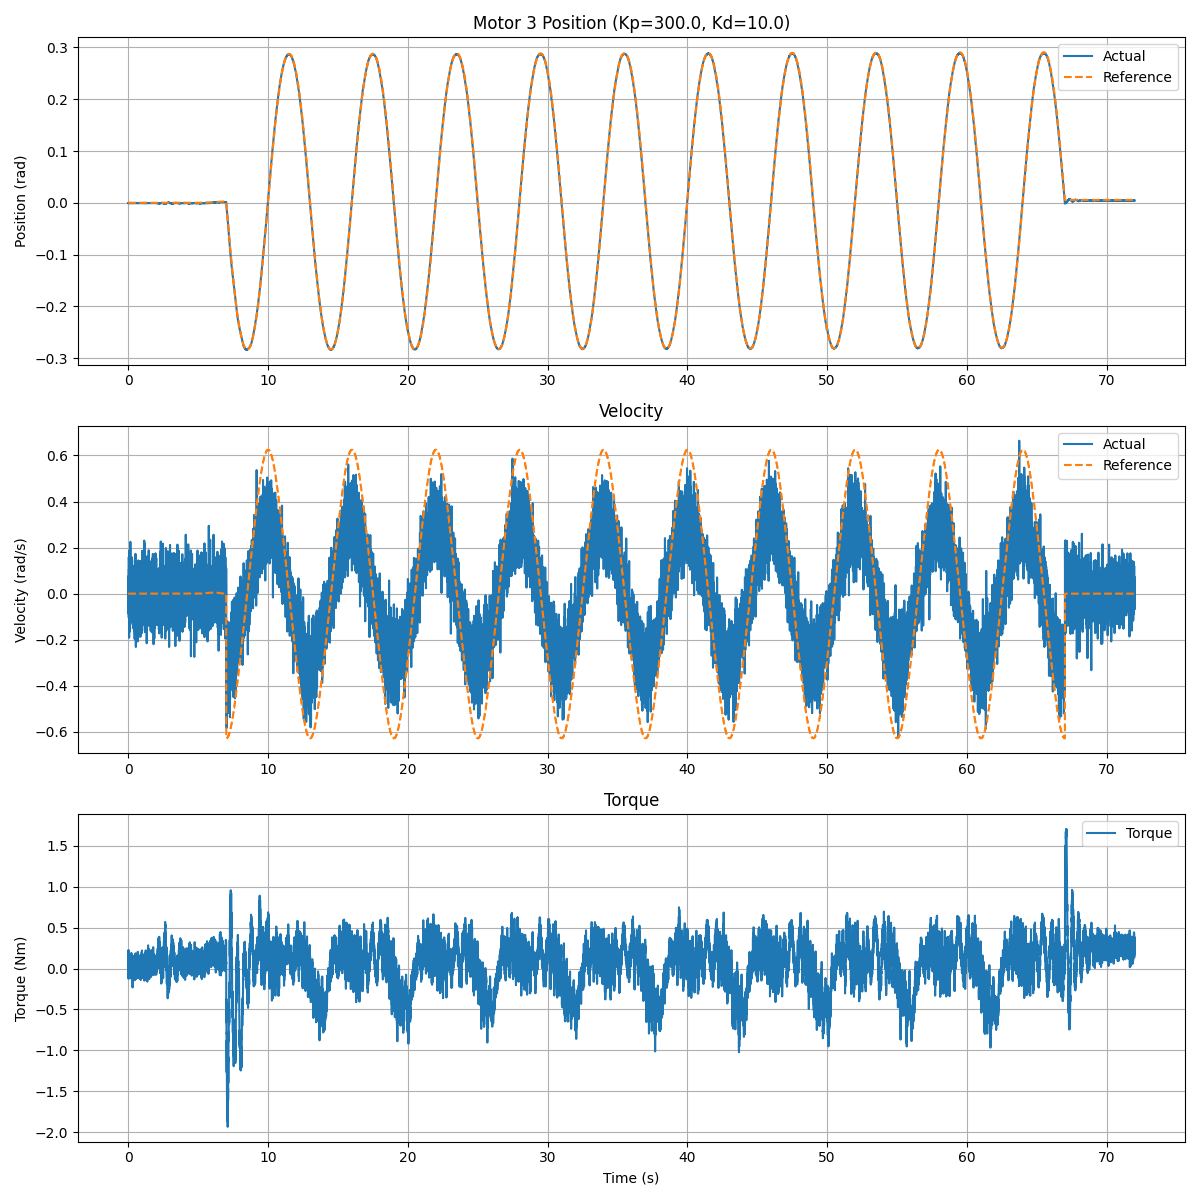 Motor 3 Position (Kp=300.0, Kd=10.0)
0.3
0.2
0.1
0.0
−0.1
−0.2
−0.3
Position (rad)
Actual
Reference
0 10 20 30 40 50 60 70
Velocity
0.6
0.4
0.2
0.0
−0.2
−0.4
−0.6
Velocity (rad/s)
Actual
Reference
0 10 20 30 40 50 60 70
Torque
1.5
1.0
0.5
0.0
−0.5
−1.0
−1.5
−2.0
Torque (Nm)
Torque
0 10 20 30 40 50 60 70
Time (s)